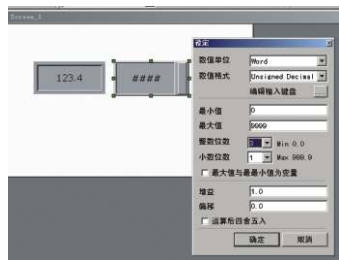 Screen_1
123.4
####
设定
数值单位 Word
数值格式 Unsigned Decimal
编辑输入键盘
最小值 0
最大值 9999
整数位数 Min 0.0
小数位数 1 Max 999.9
最大值与最小值为变量
增益 1.0
偏移 0.0
运算后四舍五入
确定 取消